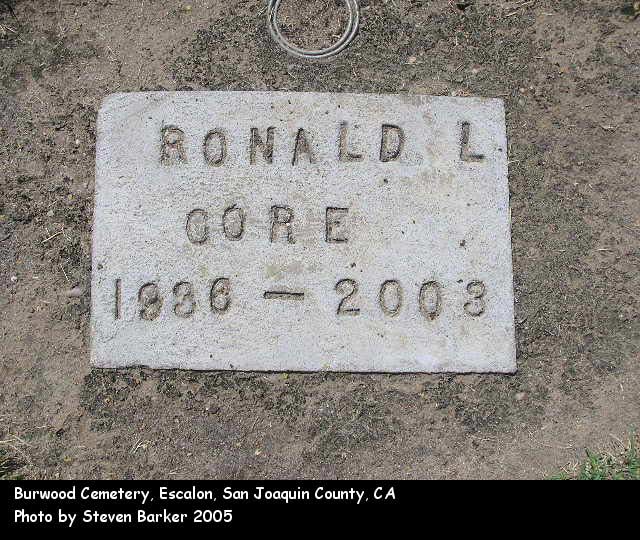 RONALD L
GORE
1936 — 2003
Burwood Cemetery, Escalon, San Joaquin County, CA
Photo by Steven Barker 2005